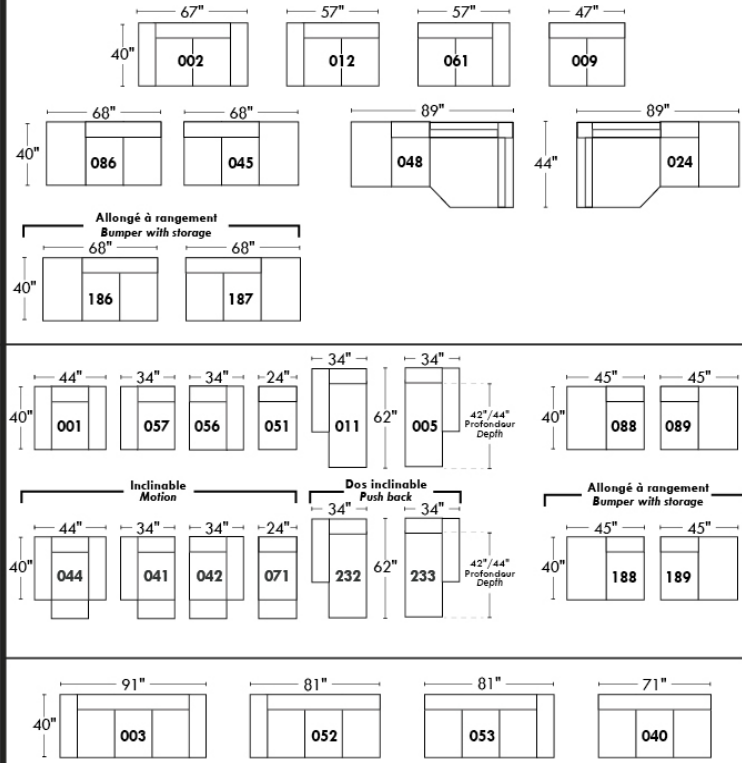 67" 57" 57" 47"
40" 002 012 061 009
68" 68" 89" 89"
40" 086 045 048 44" 024
Allongé à rangement
Bumper with storage
68" 68"
40" 186 187
44" 34" 34" 24" 34" 34" 45" 45"
40" 001 057 056 051 011 62" 005 42"/44" 40" 088 089
Profondeur
Depth
Inclinable
Motion
Dos inclinable
Push back
Allongé à rangement
Bumper with storage
44" 34" 34" 24" 34" 34" 45" 45"
40" 044 041 042 071 232 62" 233 42"/44" 40" 188 189
Profondeur
Depth
91" 81" 81" 71"
40" 003 052 053 040